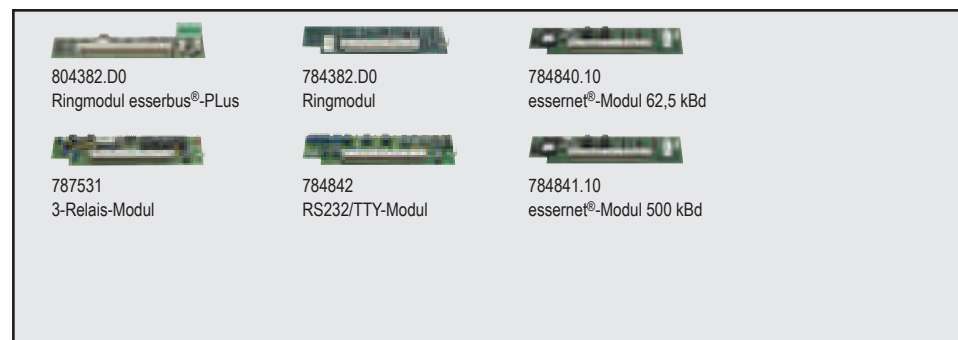 804382.D0
Ringmodul esserbus®-PLus
784382.D0
Ringmodul
784840.10
essernet®-Modul 62,5 kBd
787531
3-Relais-Modul
784842
RS232/TTY-Modul
784841.10
essernet®-Modul 500 kBd